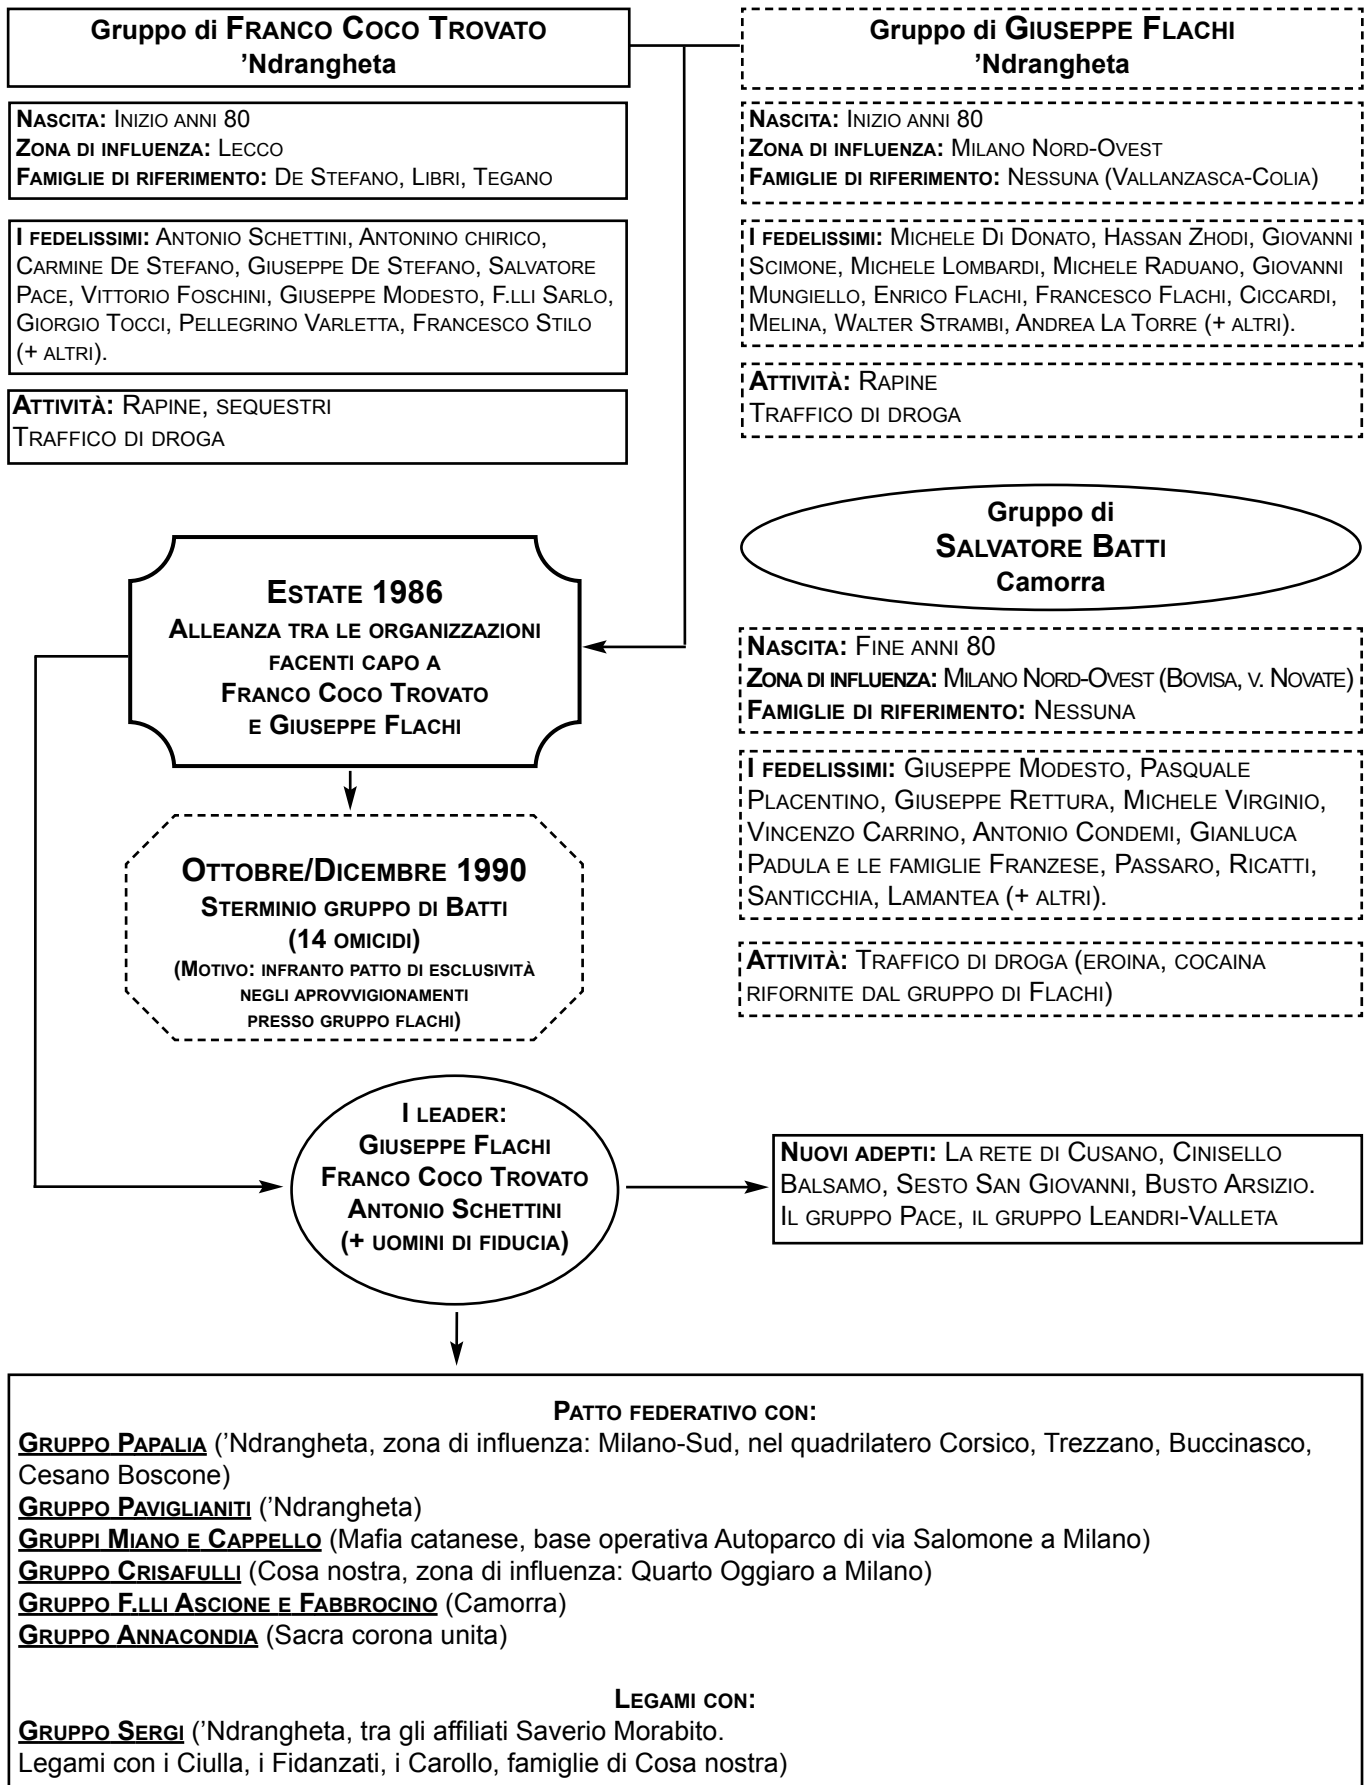 Gruppo di FRANCO COCO TROVATO
'Ndrangheta
NASCITA: INIZIO ANNI 80
ZONA DI INFLUENZA: LECCO
FAMIGLIE DI RIFERIMENTO: DE STEFANO, LIBRI, TEGANO
I FEDELISSIMI: ANTONIO SCHETTINI, ANTONINO CHIRICO,
CARMINE DE STEFANO, GIUSEPPE DE STEFANO, SALVATORE
PACE, VITTORIO FOSCHINI, GIUSEPPE MODESTO, F.LLI SARLO,
GIORGIO TOCCI, PELLEGRINO VARLETTA, FRANCESCO STILO
(+ ALTRI).
ATTIVITÀ: RAPINE, SEQUESTRI
TRAFFICO DI DROGA
Gruppo di GIUSEPPE FLACHI
'Ndrangheta
NASCITA: INIZIO ANNI 80
ZONA DI INFLUENZA: MILANO NORD-OVEST
FAMIGLIE DI RIFERIMENTO: NESSUNA (VALLANZASCA-COLIA)
I FEDELISSIMI: MICHELE DI DONATO, HASSAN ZHODI, GIOVANNI
SCIMONE, MICHELE LOMBARDI, MICHELE RADUANO, GIOVANNI
MUNGIELLO, ENRICO FLACHI, FRANCESCO FLACHI, CICCARDI,
MELINA, WALTER STRAMBI, ANDREA LA TORRE (+ ALTRI).
ATTIVITÀ: RAPINE
TRAFFICO DI DROGA
Gruppo di
SALVATORE BATTI
Camorra
NASCITA: FINE ANNI 80
ZONA DI INFLUENZA: MILANO NORD-OVEST (BOVISA, V. NOVATE)
FAMIGLIE DI RIFERIMENTO: NESSUNA
I FEDELISSIMI: GIUSEPPE MODESTO, PASQUALE
PLACENTINO, GIUSEPPE RETTURA, MICHELE VIRGINIO,
VINCENZO CARRINO, ANTONIO CONDEMI, GIANLUCA
PADULA E LE FAMIGLIE FRANZESE, PASSARO, RICATTI,
SANTICCHIA, LAMANTEA (+ ALTRI).
ATTIVITÀ: TRAFFICO DI DROGA (EROINA, COCAINA
RIFORNITE DAL GRUPPO DI FLACHI)
ESTATE 1986
ALLEANZA TRA LE ORGANIZZAZIONI
FACENTI CAPO A
FRANCO COCO TROVATO
E GIUSEPPE FLACHI
OTTOBRE/DICEMBRE 1990
STERMINIO GRUPPO DI BATTI
(14 OMICIDI)
(MOTIVO: INFRANTO PATTO DI ESCLUSIVITÀ
NEGLI APROVVIGIONAMENTI
PRESSO GRUPPO FLACHI)
I LEADER:
GIUSEPPE FLACHI
FRANCO COCO TROVATO
ANTONIO SCHETTINI
(+ UOMINI DI FIDUCIA)
NUOVI ADEPTI: LA RETE DI CUSANO, CINISELLO
BALSAMO, SESTO SAN GIOVANNI, BUSTO ARSIZIO.
IL GRUPPO PACE, IL GRUPPO LEANDRI-VALLETA
PATTO FEDERATIVO CON:
GRUPPO PAPALIA ('Ndrangheta, zona di influenza: Milano-Sud, nel quadrilatero Corsico, Trezzano, Buccinasco,
Cesano Boscone)
GRUPPO PAVIGLIANITI ('Ndrangheta)
GRUPPI MIANO E CAPPELLO (Mafia catanese, base operativa Autoparco di via Salomone a Milano)
GRUPPO CRISAFULLI (Cosa nostra, zona di influenza: Quarto Oggiaro a Milano)
GRUPPO F.LLI ASCIONE E FABBROCINO (Camorra)
GRUPPO ANNACONDIA (Sacra corona unita)
LEGAMI CON:
GRUPPO SERGI ('Ndrangheta, tra gli affiliati Saverio Morabito.
Legami con i Ciulla, i Fidanzati, i Carollo, famiglie di Cosa nostra)